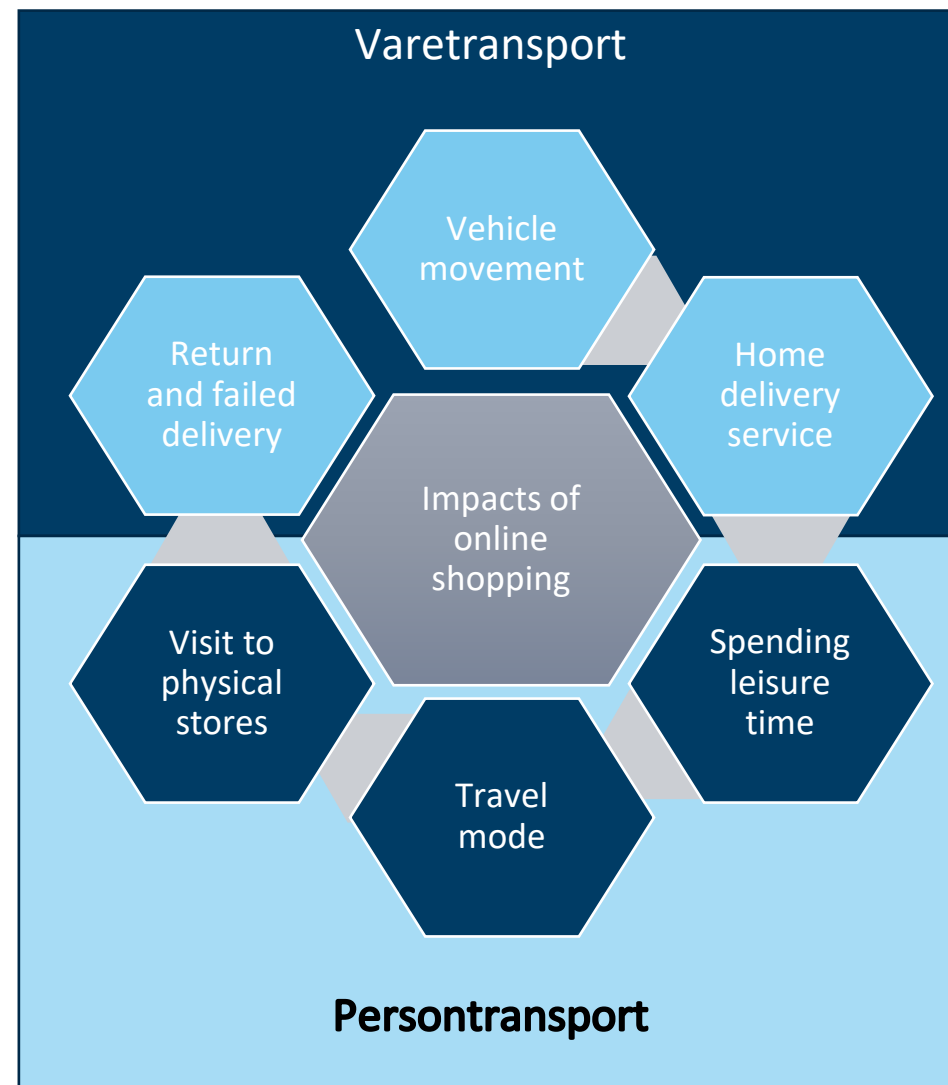 Varetransport
Vehicle
movement
Return
and failed
delivery
Home
delivery
service
Impacts of
online
shopping
Visit to
physical
stores
Spending
leisure
time
Travel
mode
Persontransport